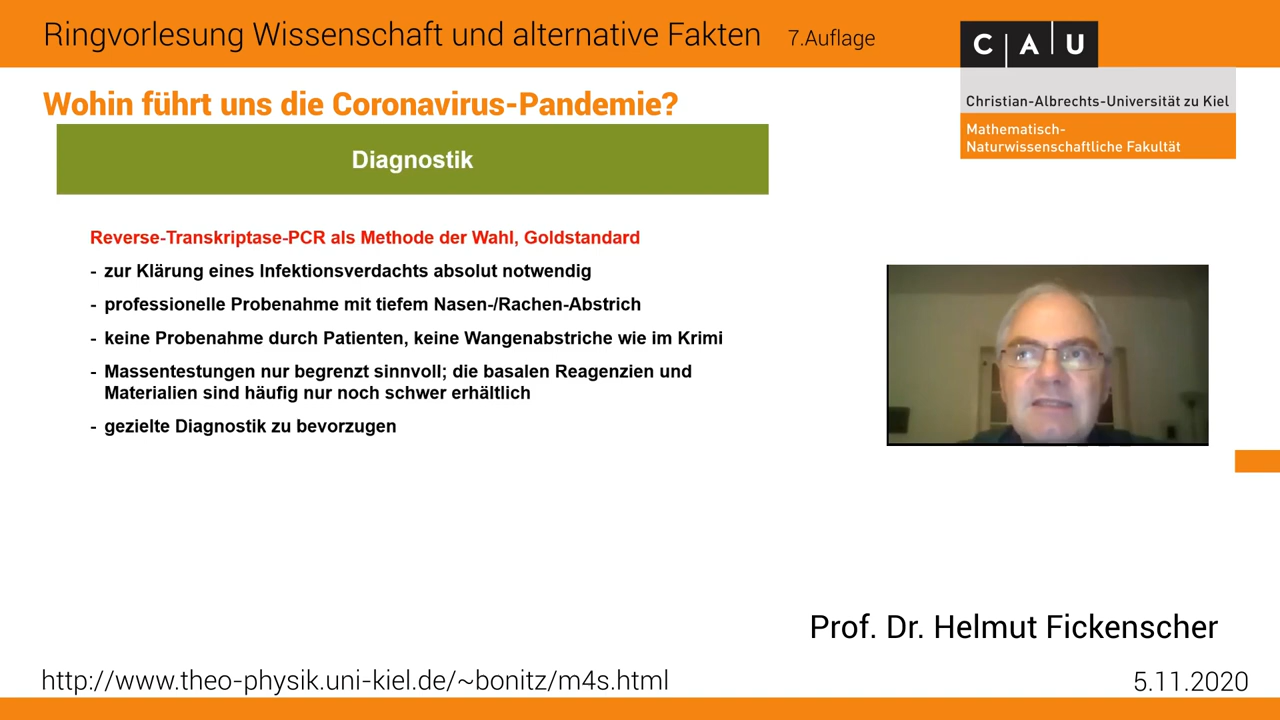 Ringvorlesung Wissenschaft und alternative Fakten 7.Auflage
C A U
Christian-Albrechts-Universität zu Kiel
Mathematisch-
Naturwissenschaftliche Fakultät
Wohin führt uns die Coronavirus-Pandemie?
Diagnostik
Reverse-Transkriptase-PCR als Methode der Wahl, Goldstandard
- zur Klärung eines Infektionsverdachts absolut notwendig
- professionelle Probenahme mit tiefem Nasen-/Rachen-Abstrich
- keine Probenahme durch Patienten, keine Wangenabstriche wie im Krimi
- Massentestungen nur begrenzt sinnvoll; die basalen Reagenzien und
Materialien sind häufig nur noch schwer erhältlich
- gezielte Diagnostik zu bevorzugen
Prof. Dr. Helmut Fickenscher
http://www.theo-physik.uni-kiel.de/~bonitz/m4s.html
5.11.2020